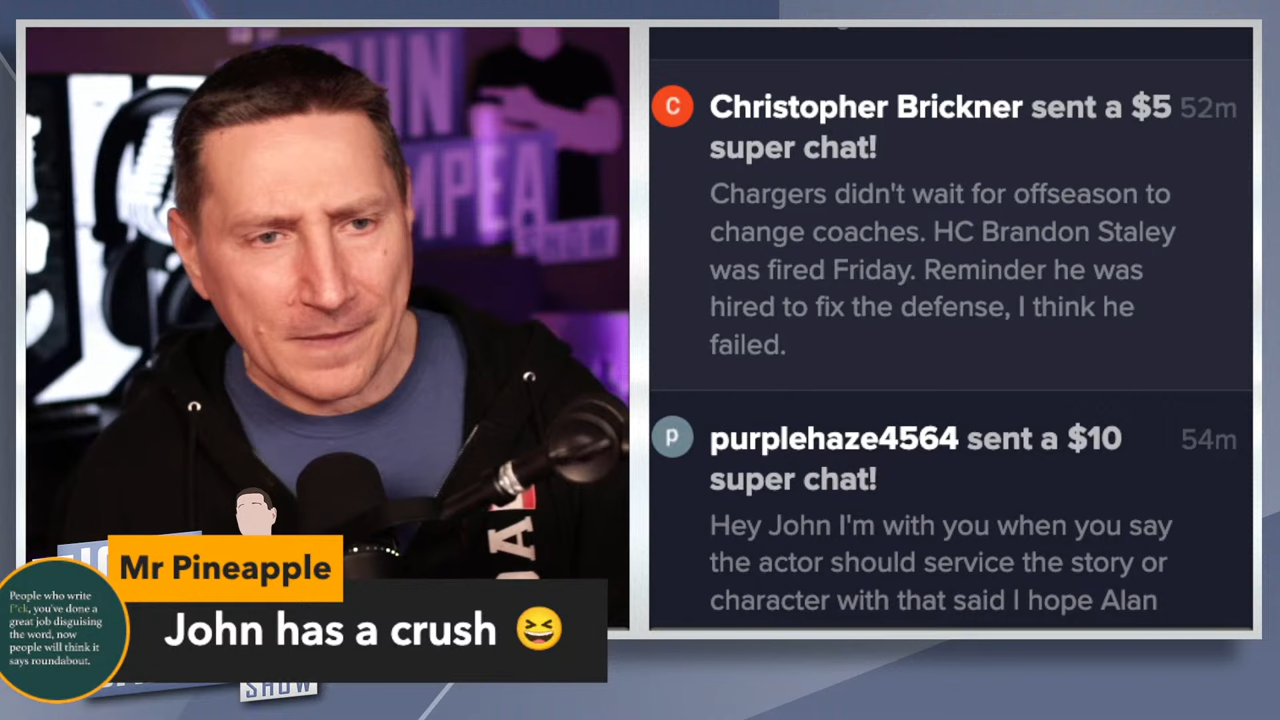 Christopher Brickner sent a $5 52m
super chat!
Chargers didn't wait for offseason to
change coaches. HC Brandon Staley
was fired Friday. Reminder he was
hired to fix the defense, I think he
failed.
P purplehaze4564 sent a $10 54m
super chat!
Hey John I'm with you when you say
the actor should service the story or
character with that said I hope Alan
Mr Pineapple
John has a crush 😆
People who write
f*ck, you've done a
great job disguising
the word, now
people will think it
says roundabout.
SHOW